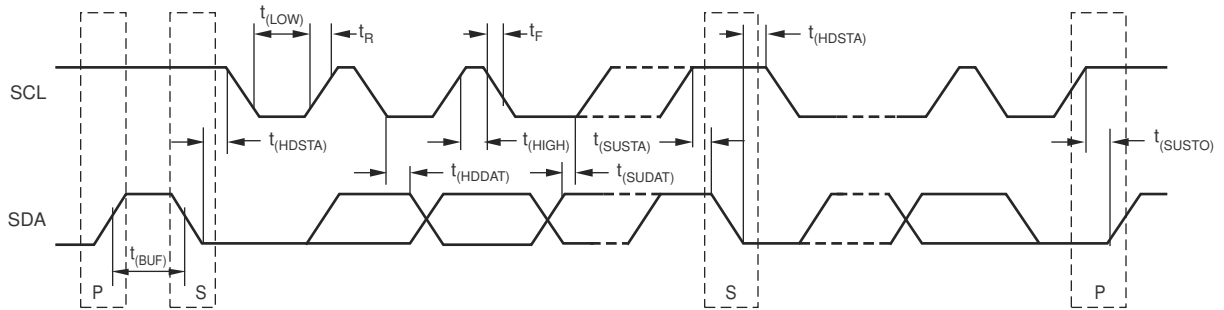 t(LOW)
tR
tF
t(HDSTA)
SCL
t(HDSTA)
t(HIGH)
t(SUSTA)
t(SUSTO)
t(HDDAT)
t(SUDAT)
SDA
t(BUF)
P
S
S
P